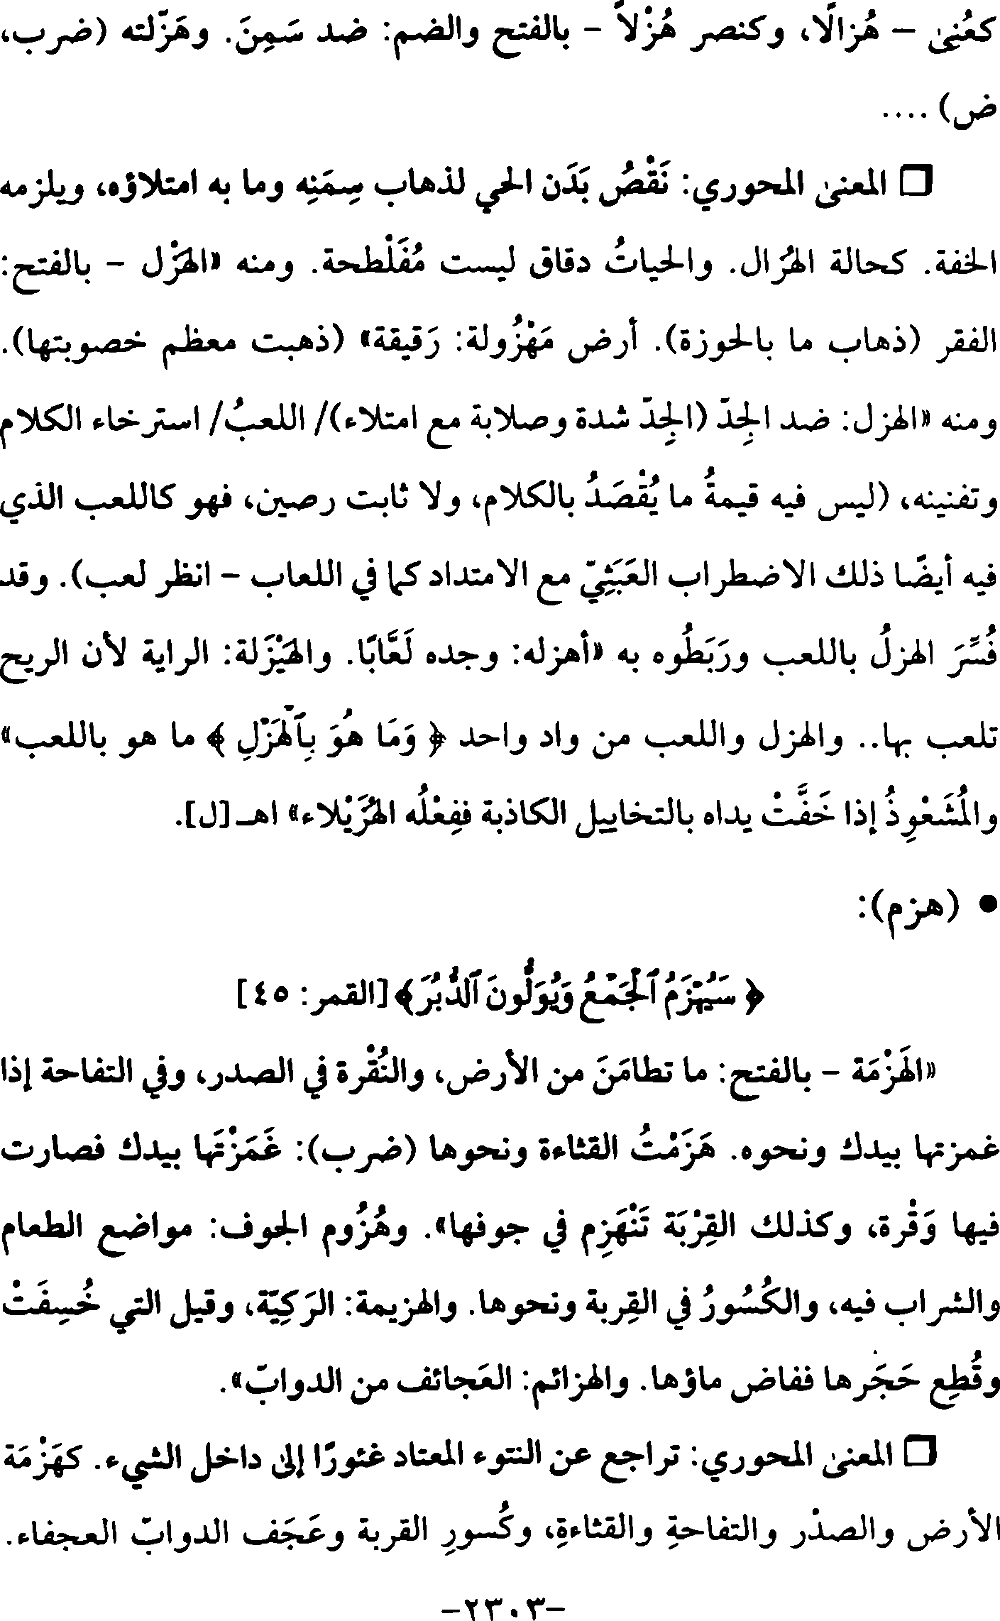 كعُنِىَ – هُزالًا، وكنصر هُزْلاً – بالفتح والضم: ضد سَمِنَ. وهَزّلته (ضرب،
ض) ....
❒ المعنى المحوري: نَقْصُ بَدَن الحي لذهاب سِمَنِه وما به امتلاؤه، ويلزمه
الخفة. كحالة الهُزال. والحياتُ دقاق ليست مُفَلْطحة. ومنه «الهَزْل – بالفتح:
الفقر (ذهاب ما بالحوزة). أرض مَهْزُولة: رَقيقة» (ذهبت معظم خصوبتها).
ومنه «الهزل: ضد الجِدّ (الجِدّ شدة وصلابة مع امتلاء)/ اللعبُ/ استرخاء الكلام
وتفنينه، (ليس فيه قيمةُ ما يُقْصَدُ بالكلام، ولا ثابت رصين، فهو كاللعب الذي
فيه أيضًا ذلك الاضطراب العَبَثِيّ مع الامتداد كما في اللعاب – انظر لعب). وقد
فُسِّرَ الهزلُ باللعب ورَبَطُوه به «أهزله: وجده لَعَّابًا. والهَيْزَلة: الراية لأن الريح
تلعب بها.. والهزل واللعب من واد واحد ﴿ وَمَا هُوَ بِٱلْهَزْلِ ﴾ ما هو باللعب»
والمُشَعْوِذُ إذا خَفَّتْ يداه بالتخاييل الكاذبة ففِعْلُه الهُزَيْلاء» اهـ [ل].
● (هزم):
﴿ سَيُهْزَمُ ٱلْجَمْعُ وَيُوَلُّونَ ٱلدُّبُرَ﴾ [القمر: ٤٥]
«الهَزْمَة – بالفتح: ما تطامَنَ من الأرض، والنُقْرة في الصدر، وفي التفاحة إذا
غمزتها بيدك ونحوه. هَزَمْتُ القثاءة ونحوها (ضرب): غَمَزْتَها بيدك فصارت
فيها وَقْرة، وكذلك القِرْبَة تَنْهَزِم في جوفها». وهُزُوم الجوف: مواضع الطعام
والشراب فيه، والكُسُورُ في القِربة ونحوها. والهزيمة: الرَكِيّة، وقيل التي خُسِفَتْ
وقُطِع حَجَرها ففاض ماؤها. والهزائم: العَجائف من الدوابّ».
❒ المعنى المحوري: تراجع عن النتوء المعتاد غئورًا إلى داخل الشيء. كهَزْمَة
الأرض والصدْر والتفاحةِ والقثاءةِ، وكُسورِ القربة وعَجَف الدوابّ العجفاء.
-٢٣٠٣-